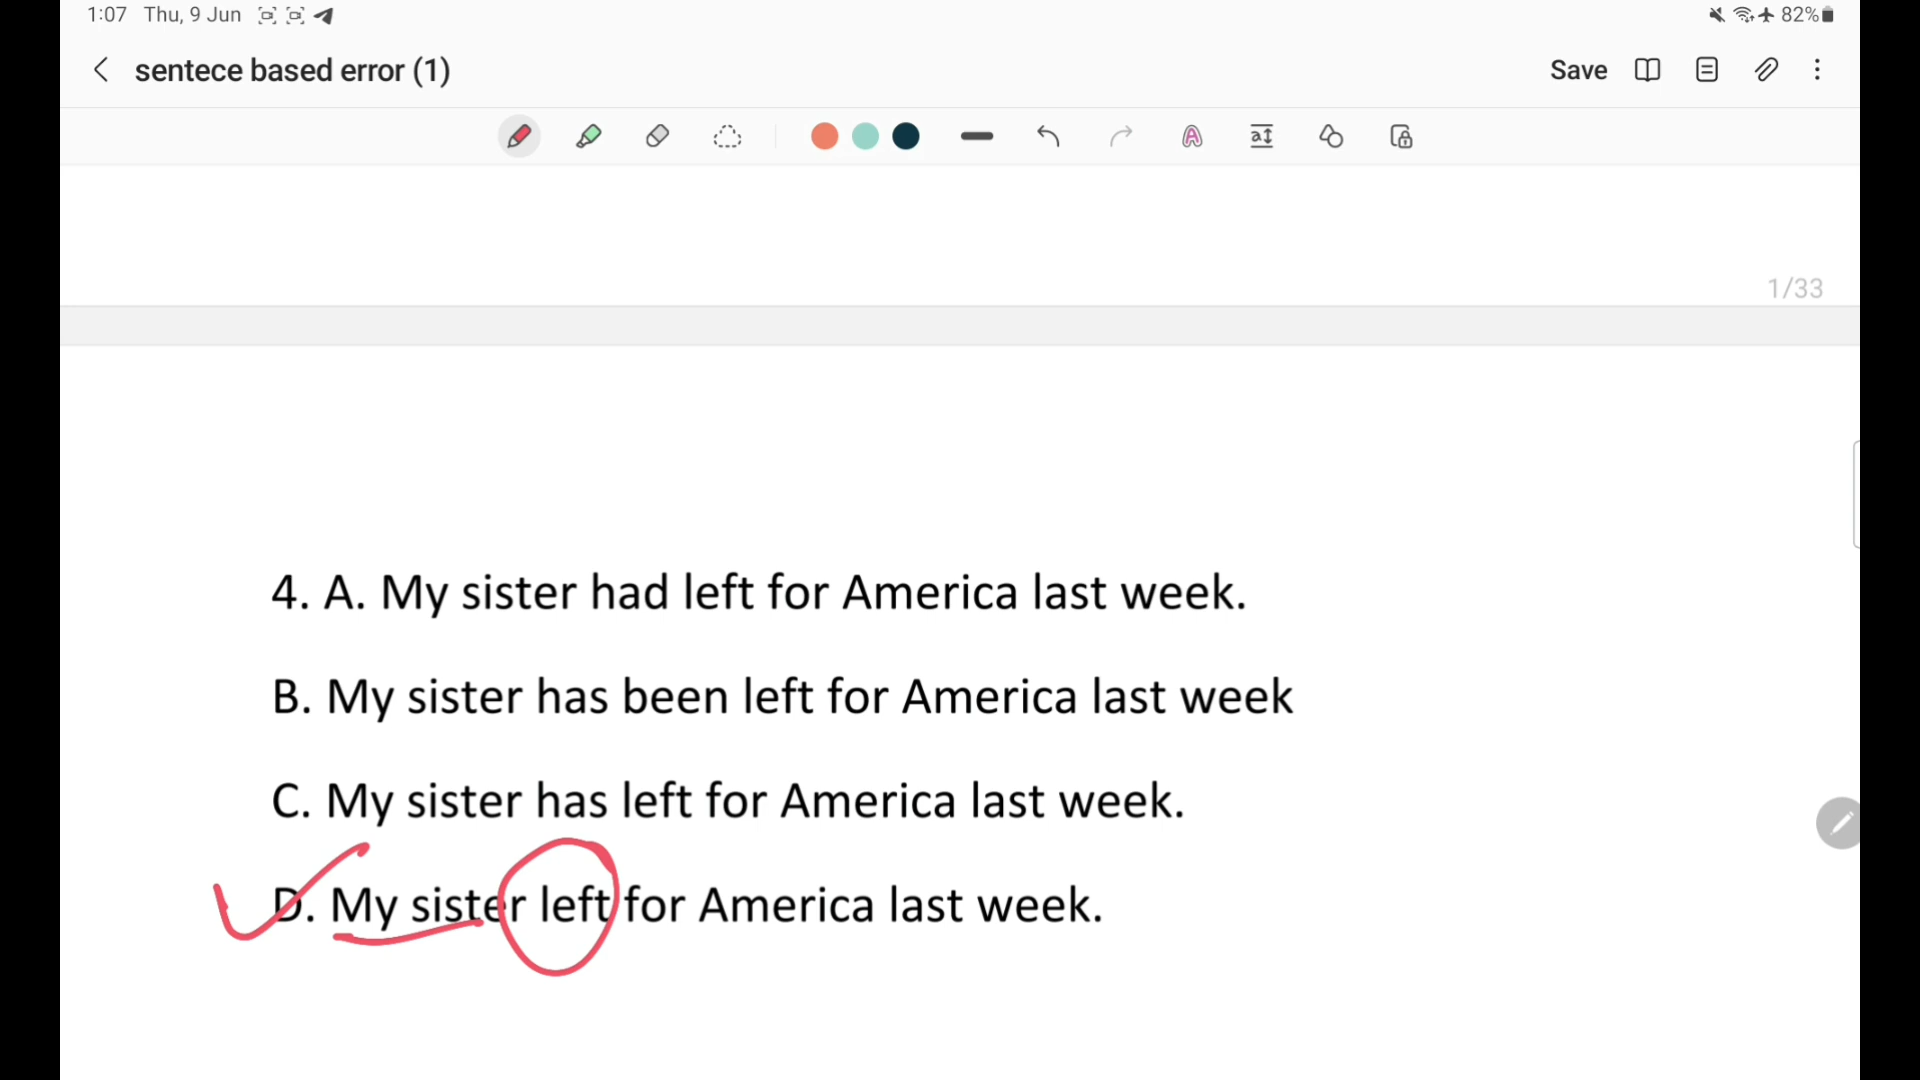 1:07 Thu, 9 Jun 82%
sentece based error (1) Save
1/33
4. A. My sister had left for America last week.
B. My sister has been left for America last week
C. My sister has left for America last week.
D. My sister left for America last week.